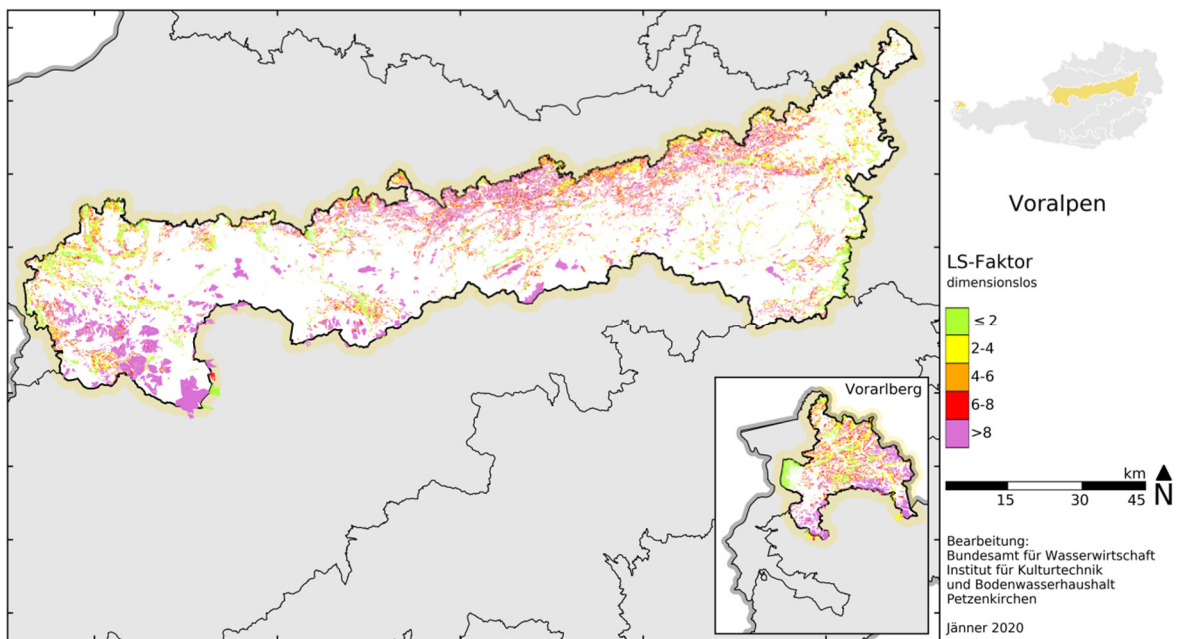 Voralpen
LS-Faktor
dimensionslos
≤ 2
2-4
4-6
6-8
>8
Vorarlberg
km
15 30 45
N
Bearbeitung:
Bundesamt für Wasserwirtschaft
Institut für Kulturtechnik
und Bodenwasserhaushalt
Petzenkirchen
Jänner 2020